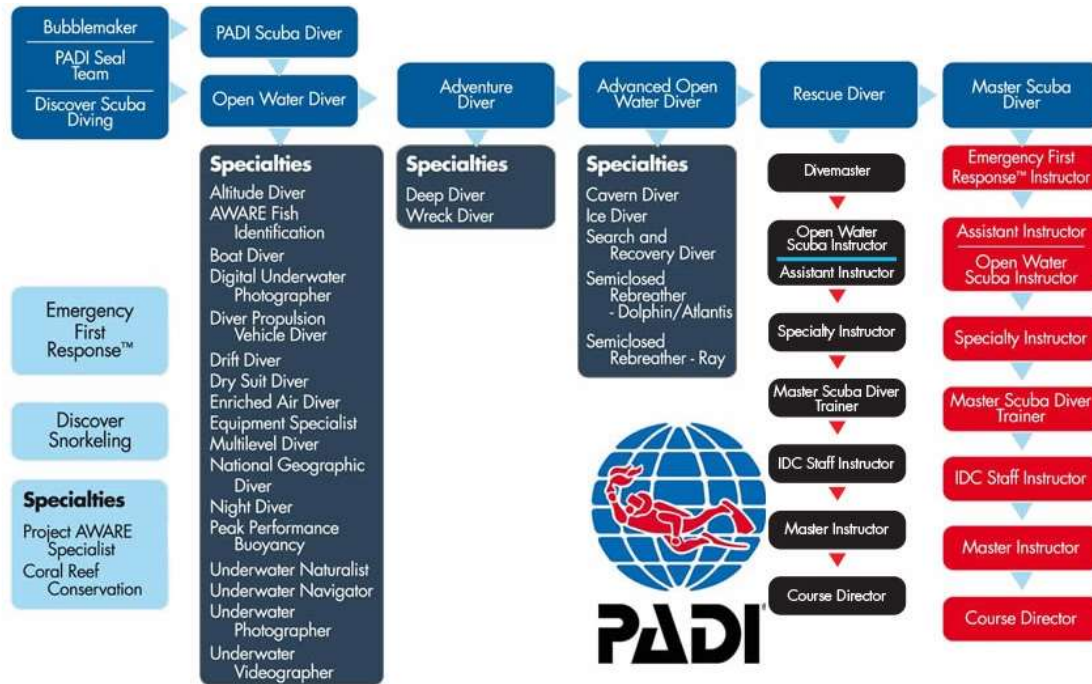 Bubblemaker
PADI Seal
Team
Discover Scuba
Diving
PADI Scuba Diver
Open Water Diver
Adventure
Diver
Advanced Open
Water Diver
Rescue Diver
Master Scuba
Diver
Specialties
Altitude Diver
AWARE Fish
Identification
Boat Diver
Digital Underwater
Photographer
Diver Propulsion
Vehicle Diver
Drift Diver
Dry Suit Diver
Enriched Air Diver
Equipment Specialist
Multilevel Diver
National Geographic
Diver
Night Diver
Peak Performance
Buoyancy
Underwater Naturalist
Underwater Navigator
Underwater
Photographer
Underwater
Videographer
Specialties
Deep Diver
Wreck Diver
Specialties
Cavern Diver
Ice Diver
Search and
Recovery Diver
Semiclosed
Rebreather
- Dolphin/Atlantis
Semiclosed
Rebreather - Ray
Divemaster
Open Water
Scuba Instructor
Assistant Instructor
Specialty Instructor
Master Scuba Diver
Trainer
IDC Staff Instructor
Master Instructor
Course Director
Emergency First
Response™ Instructor
Assistant Instructor
Open Water
Scuba Instructor
Specialty Instructor
Master Scuba Diver
Trainer
IDC Staff Instructor
Master Instructor
Course Director
Emergency
First
Response™
Discover
Snorkeling
Specialties
Project AWARE
Specialist
Coral Reef
Conservation
PADI